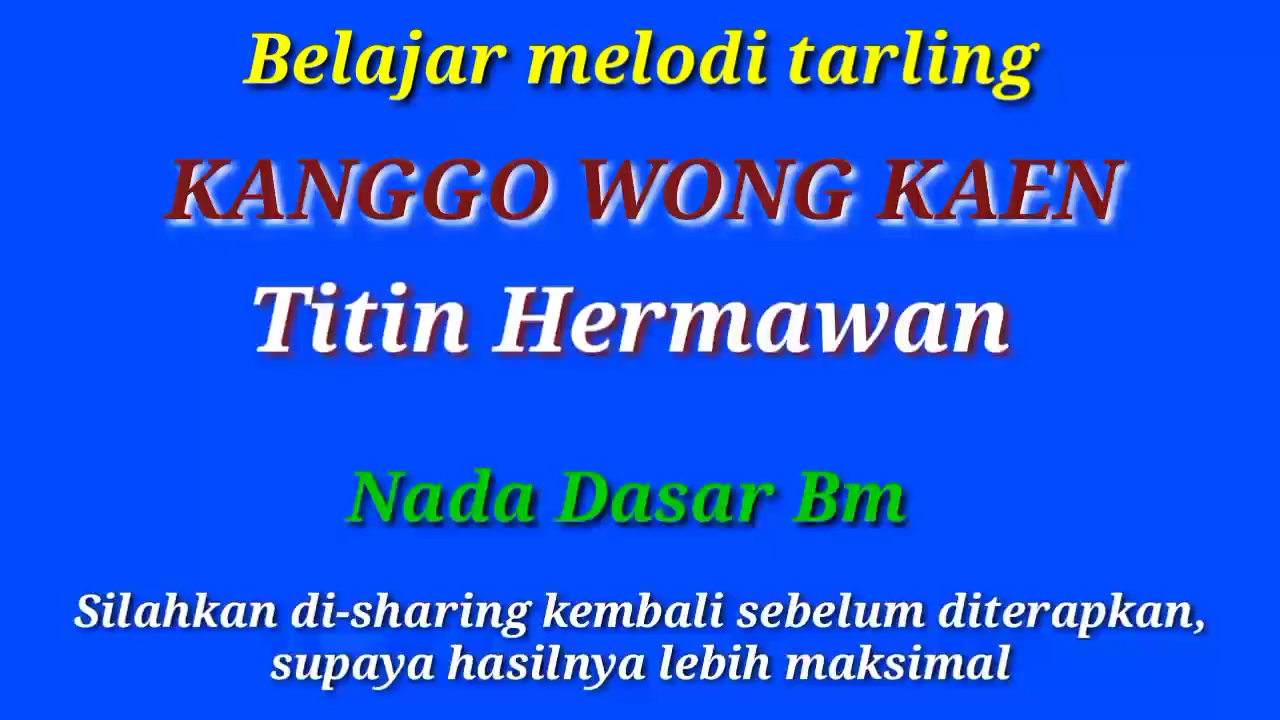 Belajar melodi tarling
KANGGO WONG KAEN
Titin Hermawan
Nada Dasar Bm
Silahkan di-sharing kembali sebelum diterapkan,
supaya hasilnya lebih maksimal